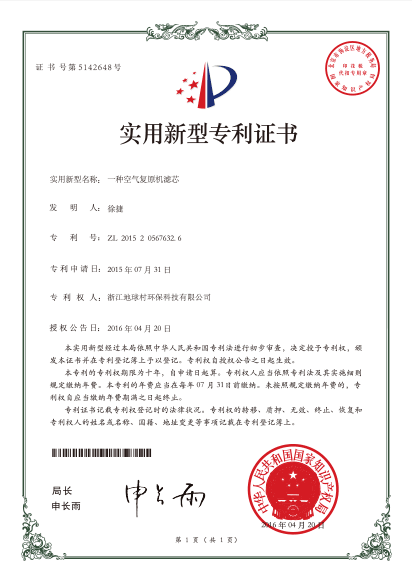 证书号第5142648号
印花税
代扣专用章
实用新型专利证书
实用新型名称：一种空气复原机滤芯
发明人：徐捷
专利号：ZL 2015 2 0567632.6
专利申请日：2015年07月31日
专利权人：浙江地球村环保科技有限公司
授权公告日：2016年04月20日
本实用新型经过本局依照中华人民共和国专利法进行初步审查，决定授予专利权，颁
发本证书并在专利登记簿上予以登记。专利权自授权公告之日起生效。
本专利的专利权期限为十年，自申请日起算。专利权人应当依照专利法及其实施细则
规定缴纳年费。本专利的年费应当在每年07月31日前缴纳。未按照规定缴纳年费的，专
利权自应当缴纳年费期满之日起终止。
专利证书记载专利权登记时的法律状况。专利权的转移、质押、无效、终止、恢复和
专利权人的姓名或名称、国籍、地址变更等事项记载在专利登记簿上。
局长
申长雨
申长雨
中华人民共和国国家知识产权局
2016年04月20日
第1页（共1页）